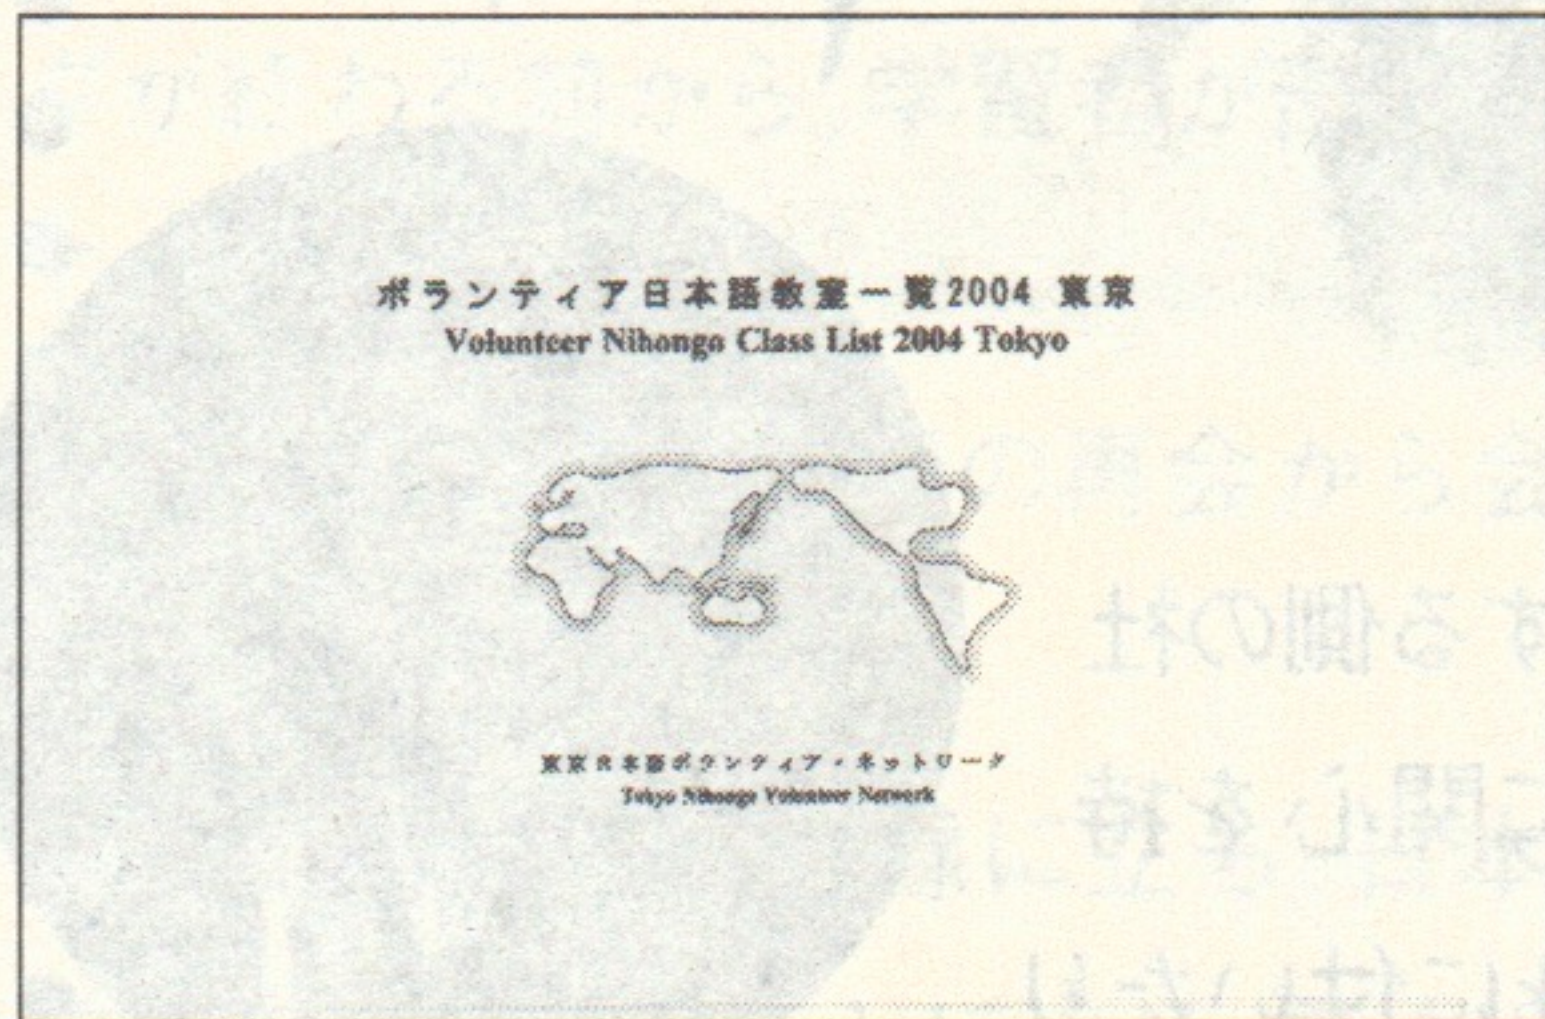 ボランティア日本語教室一覧2004 東京
Volunteer Nihongo Class List 2004 Tokyo
東京日本語ボランティア・ネットワーク
Tokyo Nihongo Volunteer Network